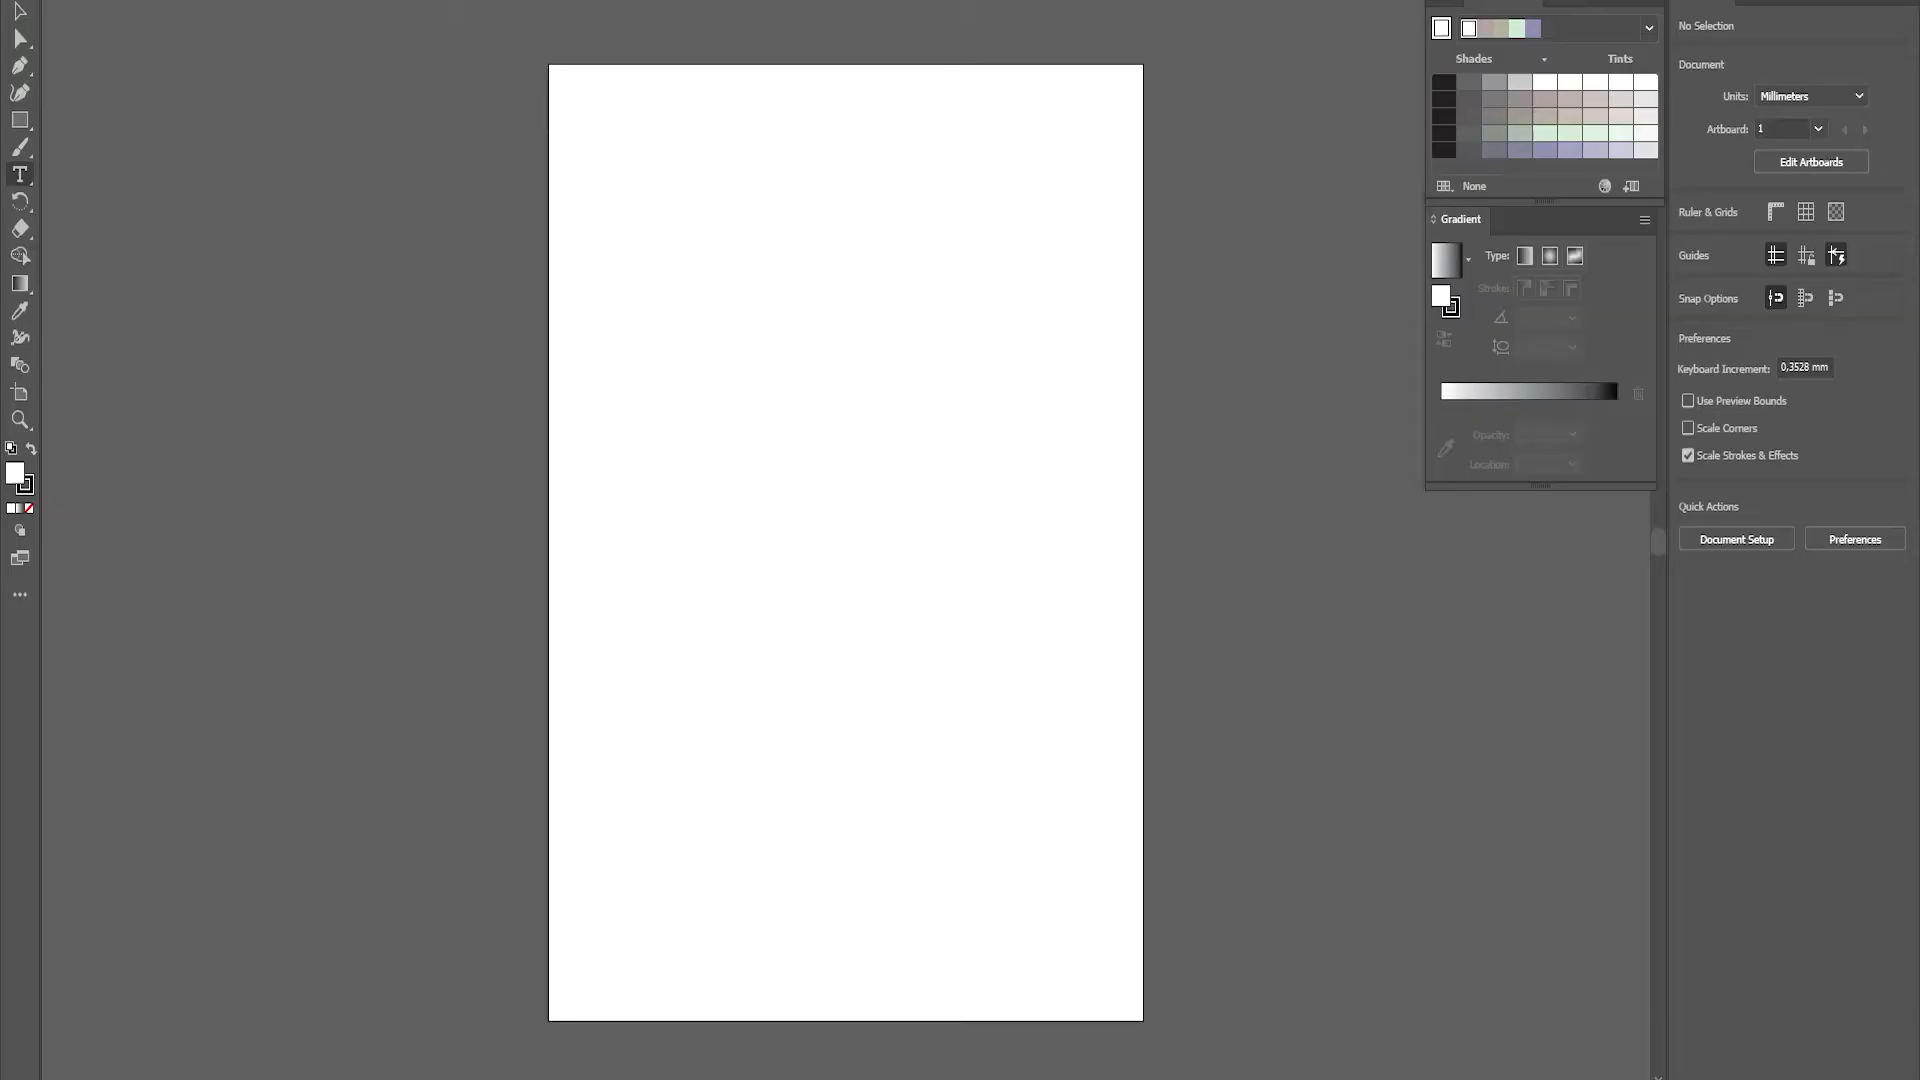 No Selection
Shades
Tints
Document
Units:
Millimeters
Artboard:
1
Edit Artboards
None
Ruler & Grids
Gradient
Type:
Guides
Stroke:
Snap Options
Preferences
Keyboard Increment:
0,3528 mm
Use Preview Bounds
Scale Corners
Opacity:
Scale Strokes & Effects
Location:
Quick Actions
Document Setup
Preferences
T